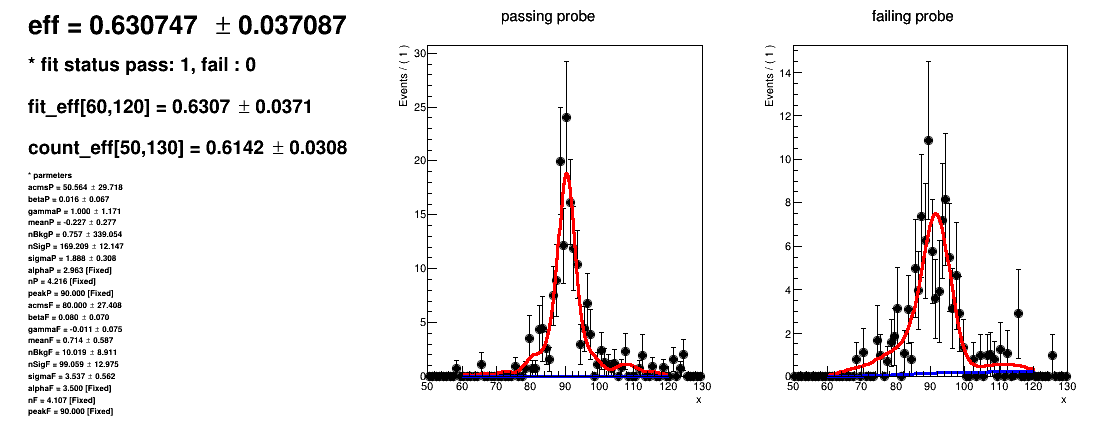 eff = 0.630747 ± 0.037087
* fit status pass: 1, fail : 0
fit_eff[60,120] = 0.6307 ± 0.0371
count_eff[50,130] = 0.6142 ± 0.0308
* parmeters
acmsP = 50.564 ± 29.718
betaP = 0.016 ± 0.067
gammaP = 1.000 ± 1.171
meanP = -0.227 ± 0.277
nBkgP = 0.757 ± 339.054
nSigP = 169.209 ± 12.147
sigmaP = 1.888 ± 0.308
alphaP = 2.963 [Fixed]
nP = 4.216 [Fixed]
peakP = 90.000 [Fixed]
acmsF = 80.000 ± 27.408
betaF = 0.080 ± 0.070
gammaF = -0.011 ± 0.075
meanF = 0.714 ± 0.587
nBkgF = 10.019 ± 8.911
nSigF = 99.059 ± 12.975
sigmaF = 3.537 ± 0.562
alphaF = 3.500 [Fixed]
nF = 4.107 [Fixed]
peakF = 90.000 [Fixed]
passing probe
Events / ( 1 )
30
25
20
15
10
5
0
50 60 70 80 90 100 110 120 130
x
failing probe
Events / ( 1 )
14
12
10
8
6
4
2
0
50 60 70 80 90 100 110 120 130
x